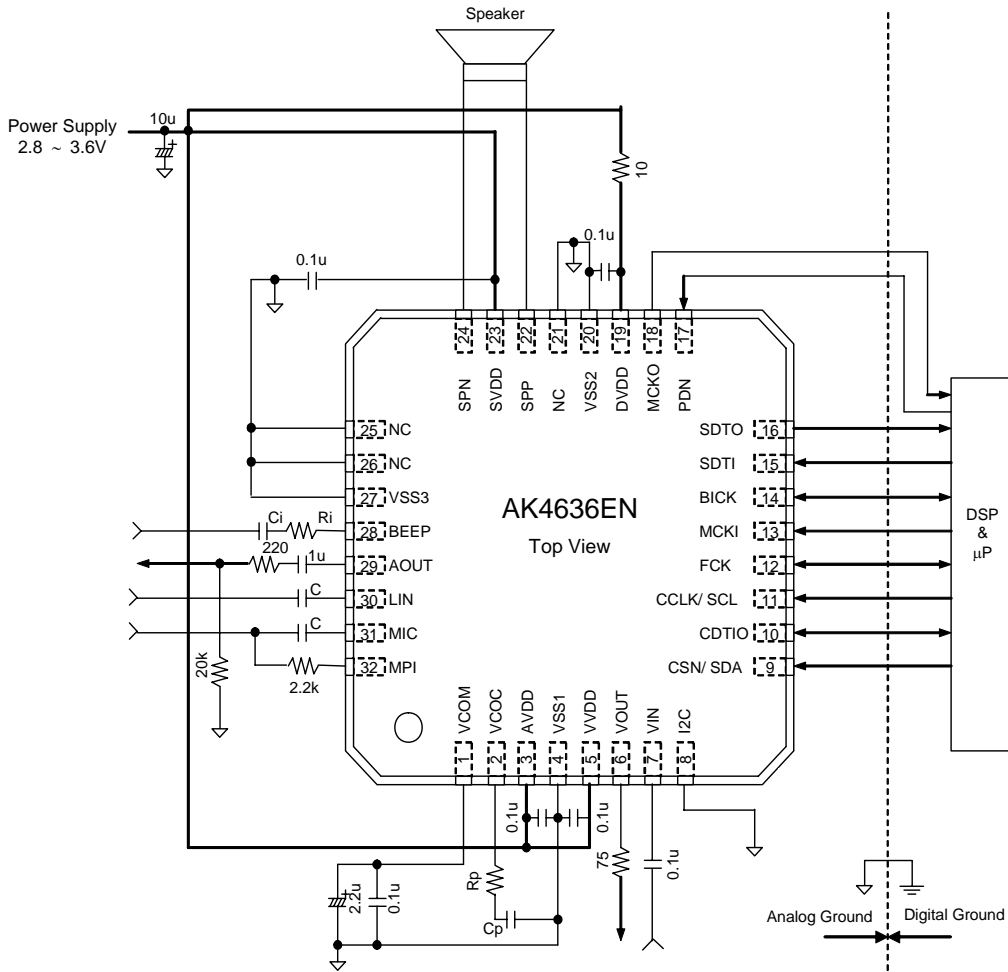 Speaker
10u
Power Supply
2.8 ~ 3.6V
10
0.1u
0.1u
24
23
22
21
20
19
18
17
SPN
SVDD
SPP
NC
VSS2
DVDD
MCKO
PDN
25 NC
26 NC
27 VSS3
Ci
Ri
28 BEEP
220
1u
29 AOUT
C
30 LIN
C
31 MIC
20k
2.2k
32 MPI
AK4636EN
Top View
SDTO 16
SDTI 15
BICK 14
MCKI 13
FCK 12
CCLK/ SCL 11
CDTIO 10
CSN/ SDA 9
DSP
&
μP
VCOM
VCOC
AVDD
VSS1
VVDD
VOUT
VIN
I2C
1
2
3
4
5
6
7
8
0.1u
0.1u
75
0.1u
2.2u
0.1u
Rp
Cp
Analog Ground
Digital Ground